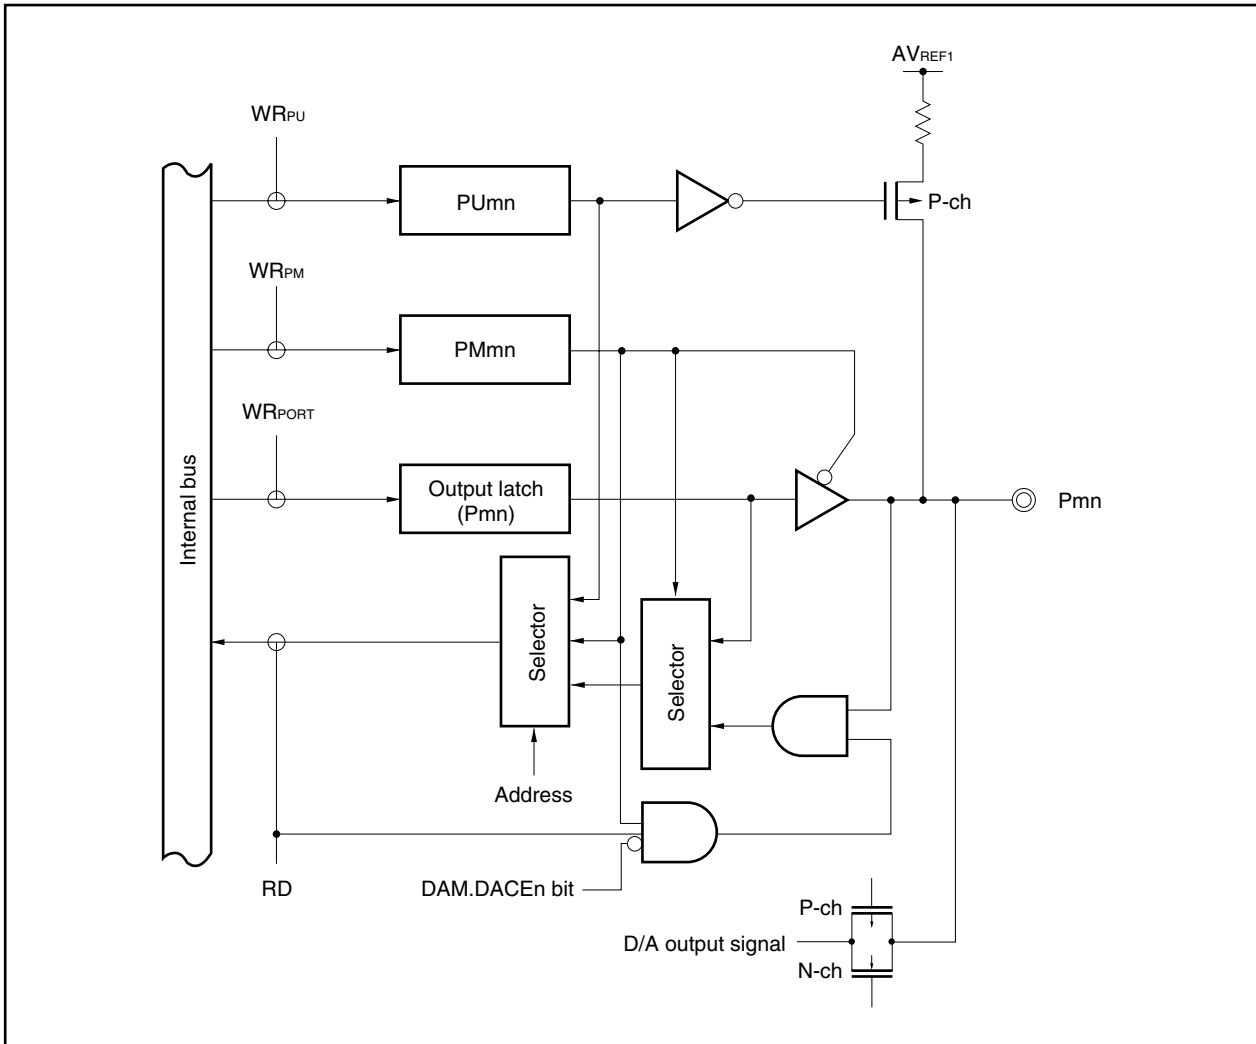 AVREF1
WRPU
PUmn
P-ch
WRPM
PMmn
WRPORT
Output latch
(Pmn)
Pmn
Internal bus
Selector
Selector
Address
RD
DAM.DACEn bit
P-ch
D/A output signal
N-ch